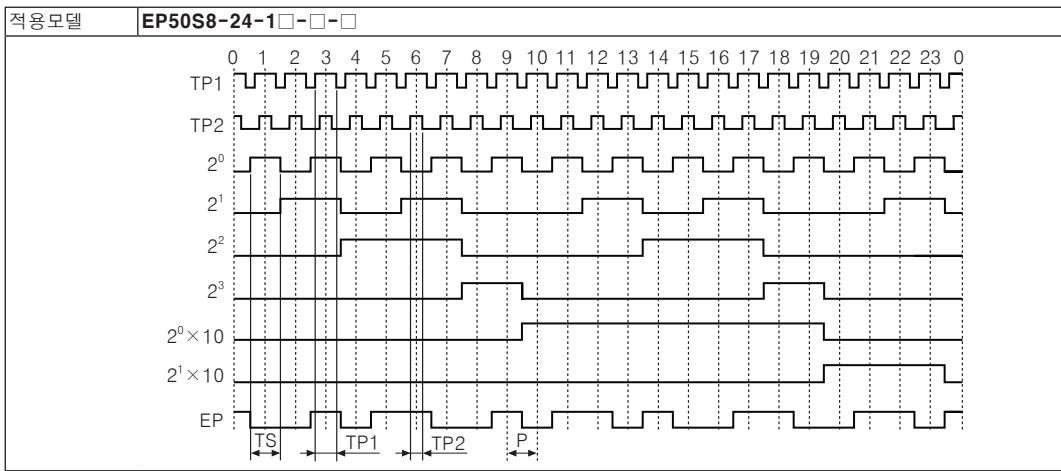 적용모델 EP50S8-24-1□-□-□
0 1 2 3 4 5 6 7 8 9 10 11 12 13 14 15 16 17 18 19 20 21 22 23 0
TP1
TP2
2⁰
2¹
2²
2³
2⁰×10
2¹×10
EP
TS TP1 TP2 P